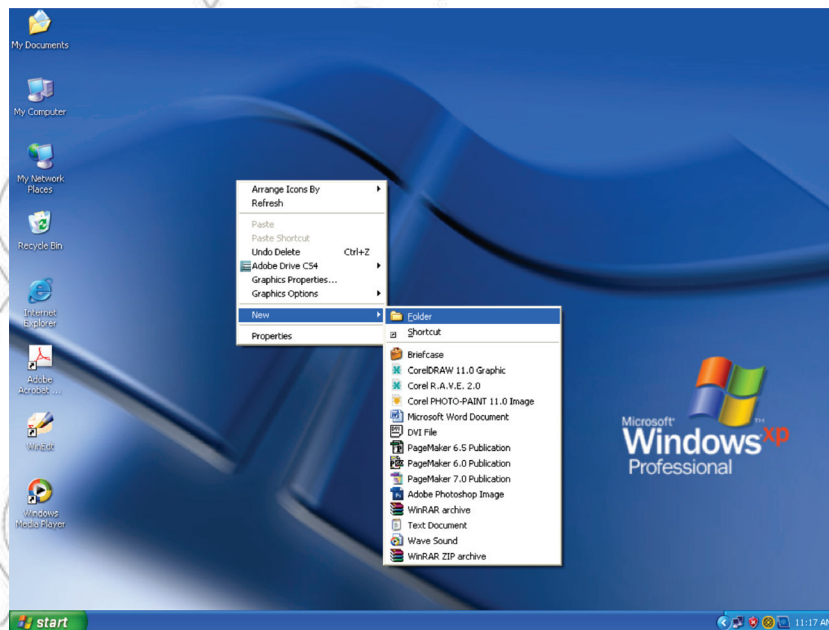 My Documents
My Computer
My Network
Places
Recycle Bin
Internet
Explorer
Adobe
Acrobat ...
WinEdt
Windows
Media Player
Arrange Icons By
Refresh
Paste
Paste Shortcut
Undo Delete Ctrl+Z
Adobe Drive CS4
Graphics Properties...
Graphics Options
New
Properties
Folder
Shortcut
Briefcase
CorelDRAW 11.0 Graphic
Corel R.A.V.E. 2.0
Corel PHOTO-PAINT 11.0 Image
Microsoft Word Document
DVI File
PageMaker 6.5 Publication
PageMaker 6.0 Publication
PageMaker 7.0 Publication
Adobe Photoshop Image
WinRAR archive
Text Document
Wave Sound
WinRAR ZIP archive
Microsoft
Windows xp
Professional
start
11:17 AM